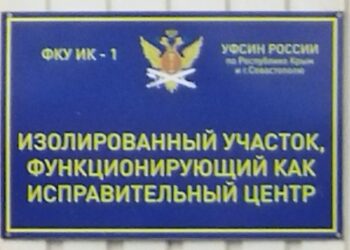 ФКУ ИК - 1
УФСИН РОССИИ
по Республике Крым
и г.Севастополю
ИЗОЛИРОВАННЫЙ УЧАСТОК,
ФУНКЦИОНИРУЮЩИЙ КАК
ИСПРАВИТЕЛЬНЫЙ ЦЕНТР